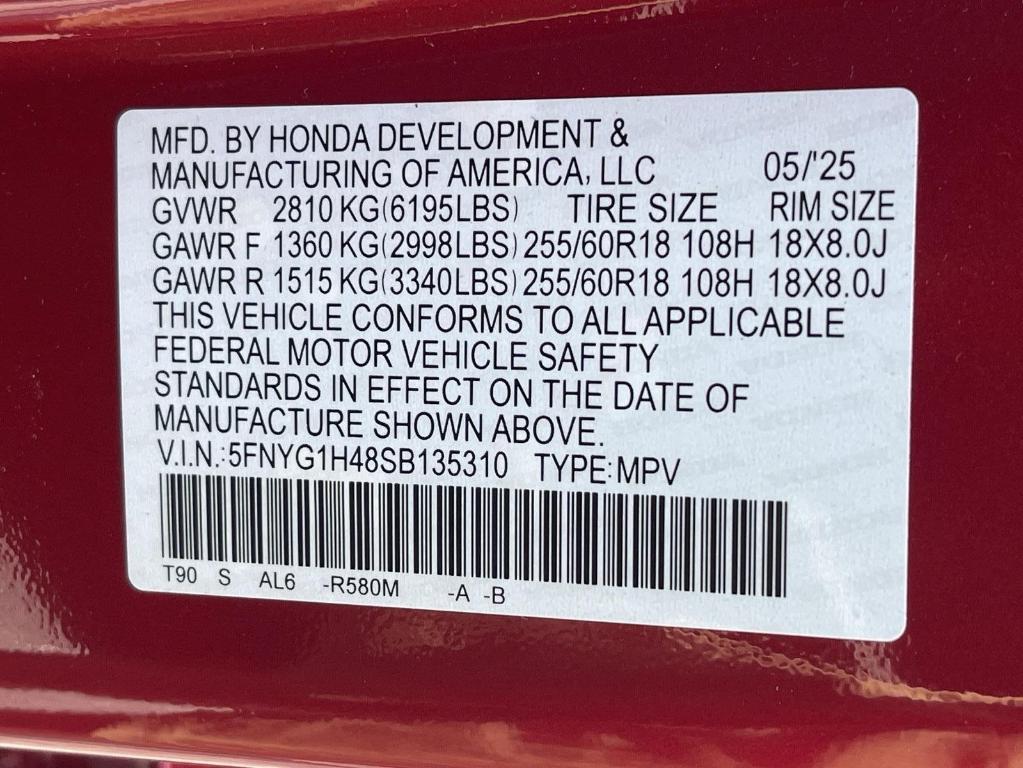 MFD. BY HONDA DEVELOPMENT &
MANUFACTURING OF AMERICA, LLC 05/'25
GVWR 2810 KG(6195LBS) TIRE SIZE RIM SIZE
GAWR F 1360 KG(2998LBS) 255/60R18 108H 18X8.0J
GAWR R 1515 KG(3340LBS) 255/60R18 108H 18X8.0J
THIS VEHICLE CONFORMS TO ALL APPLICABLE
FEDERAL MOTOR VEHICLE SAFETY
STANDARDS IN EFFECT ON THE DATE OF
MANUFACTURE SHOWN ABOVE.
V.I.N.:5FNYG1H48SB135310 TYPE:MPV
T90 S AL6 -R580M -A -B